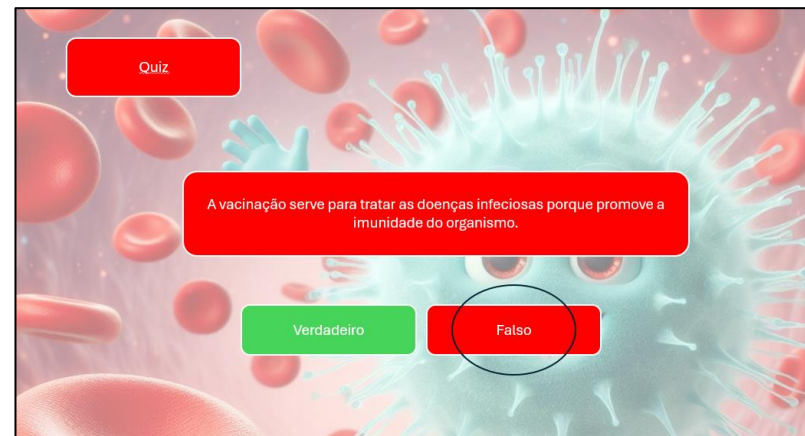 Quiz
A vacinação serve para tratar as doenças infeciosas porque promove a
imunidade do organismo.
Verdadeiro
Falso